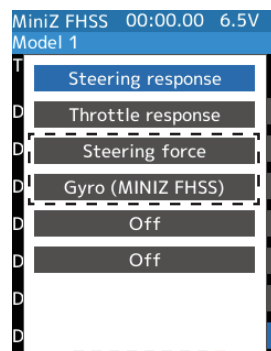 MiniZ FHSS 00:00.00 6.5V
Model 1
T
Steering response
D Throttle response
D Steering force
D Gyro (MINIZ FHSS)
D Off
D Off
D
D